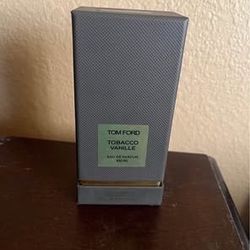 TOM FORD
TOBACCO
VANILLE
EAU DE PARFUM